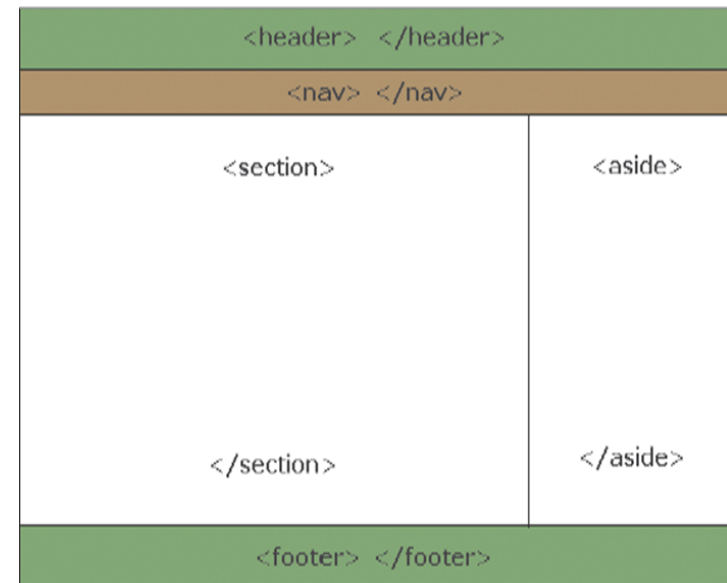 <header>  </header>
<nav>  </nav>
<section>
<aside>
</section>
</aside>
<footer>  </footer>